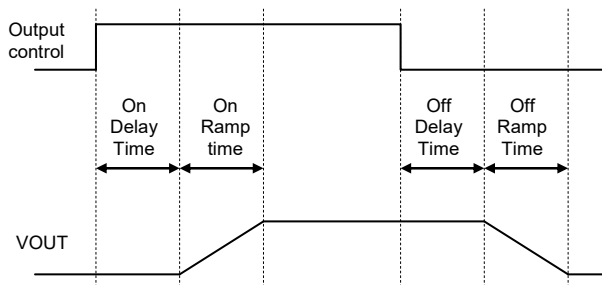 Output
control
On
Delay
Time
On
Ramp
time
Off
Delay
Time
Off
Ramp
Time
VOUT